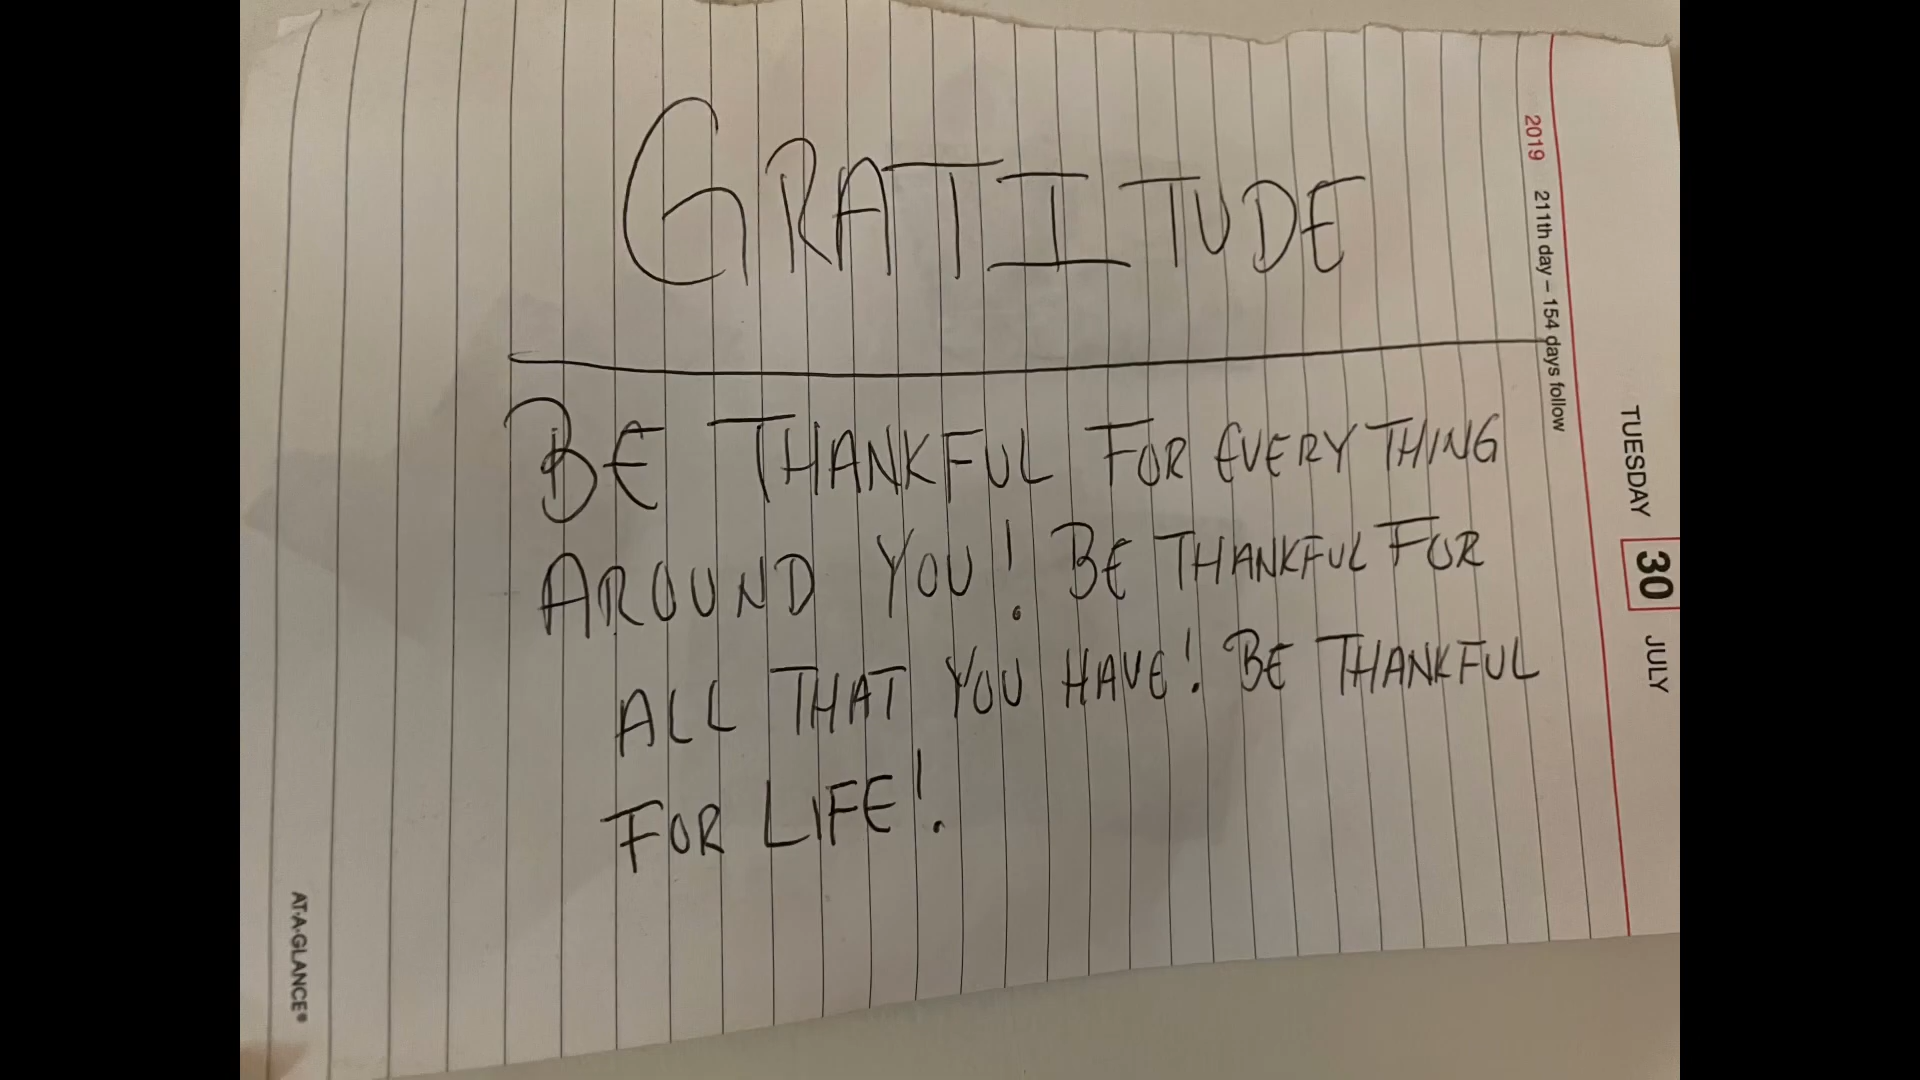 GRATITUDE
BE THANKFUL FOR EVERYTHING
AROUND YOU! BE THANKFUL FOR
ALL THAT YOU HAVE! BE THANKFUL
FOR LIFE!
2019 211th day – 154 days follow
TUESDAY 30 JULY
AT-A-GLANCE®